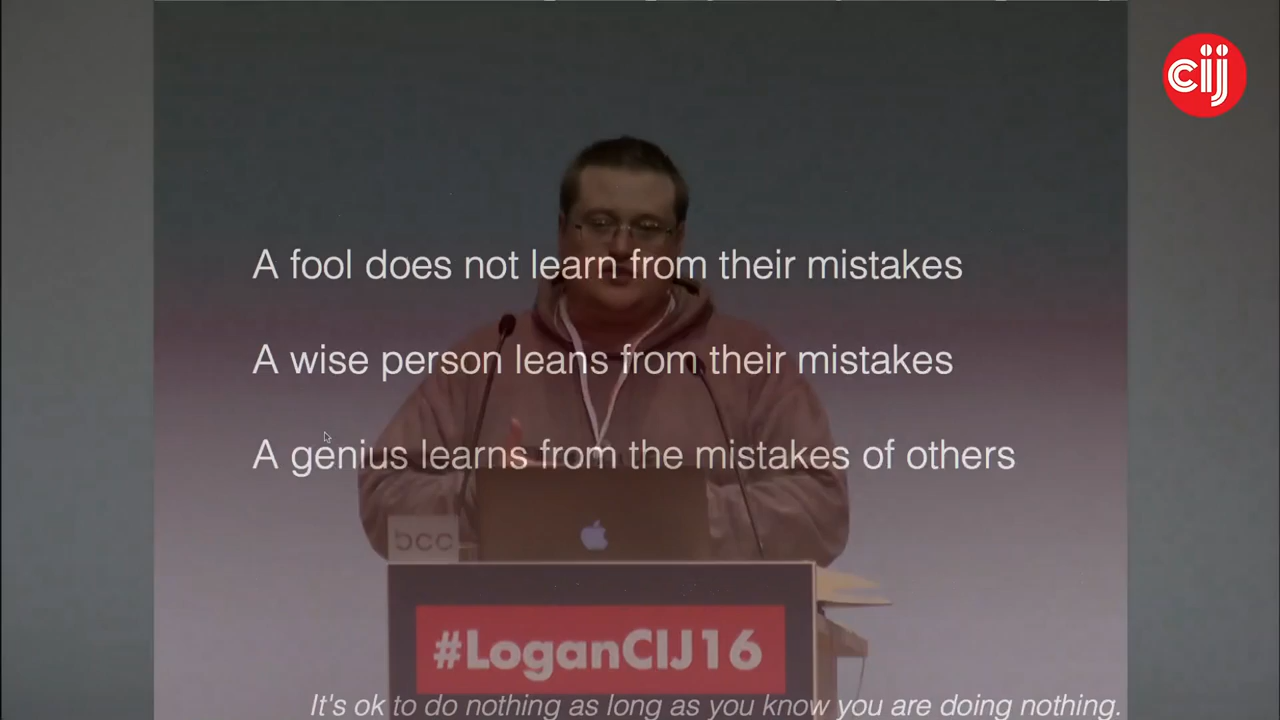 cij
A fool does not learn from their mistakes
A wise person leans from their mistakes
A genius learns from the mistakes of others
bcc
#LoganCIJ16
It's ok to do nothing as long as you know you are doing nothing.